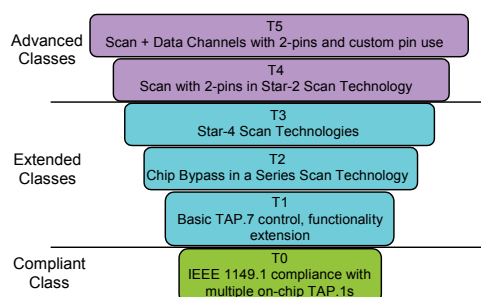 Advanced
Classes
T5
Scan + Data Channels with 2-pins and custom pin use
T4
Scan with 2-pins in Star-2 Scan Technology
Extended
Classes
T3
Star-4 Scan Technologies
T2
Chip Bypass in a Series Scan Technology
T1
Basic TAP.7 control, functionality
extension
Compliant
Class
T0
IEEE 1149.1 compliance with
multiple on-chip TAP.1s